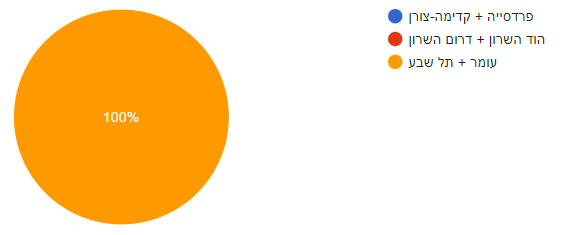 100%
פרדסייה + קדימה-צורן
הוד השרון + דרום השרון
עומר + תל שבע